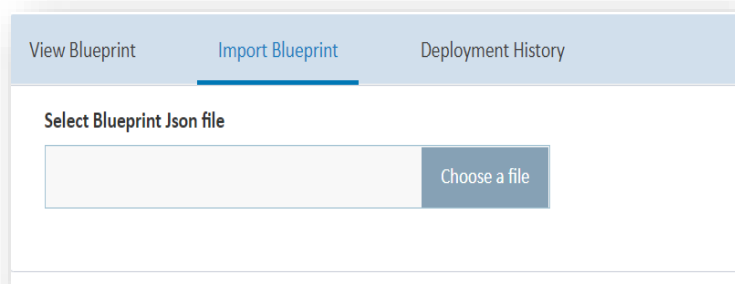 View Blueprint Import Blueprint Deployment History
Select Blueprint Json file
Choose a file